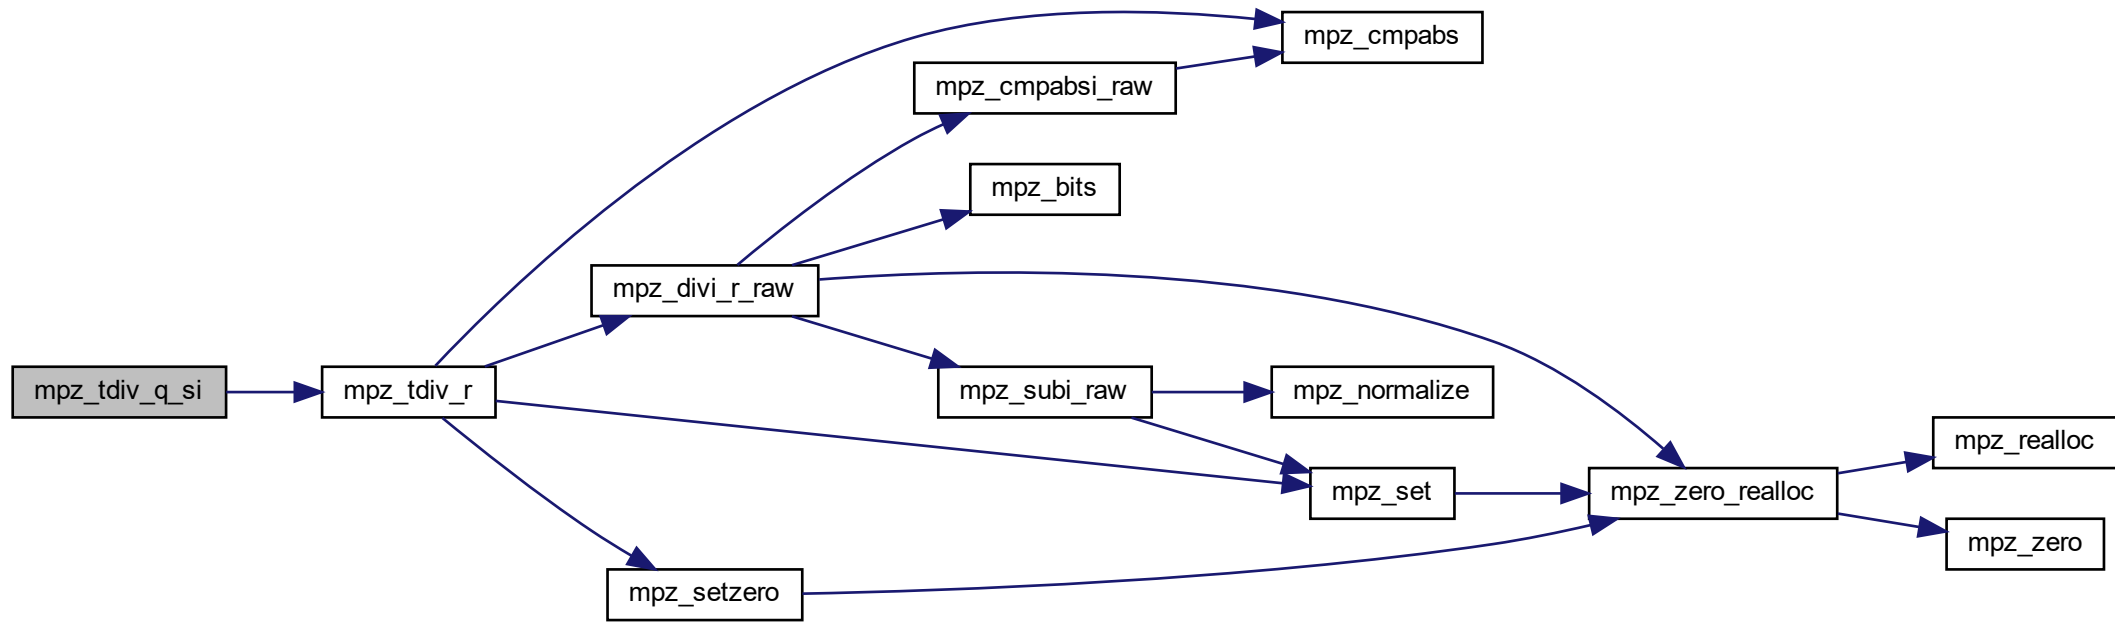 mpz_cmpabs
mpz_cmpabsi_raw
mpz_bits
mpz_divi_r_raw
mpz_tdiv_q_si
mpz_tdiv_r
mpz_subi_raw
mpz_normalize
mpz_realloc
mpz_set
mpz_zero_realloc
mpz_zero
mpz_setzero